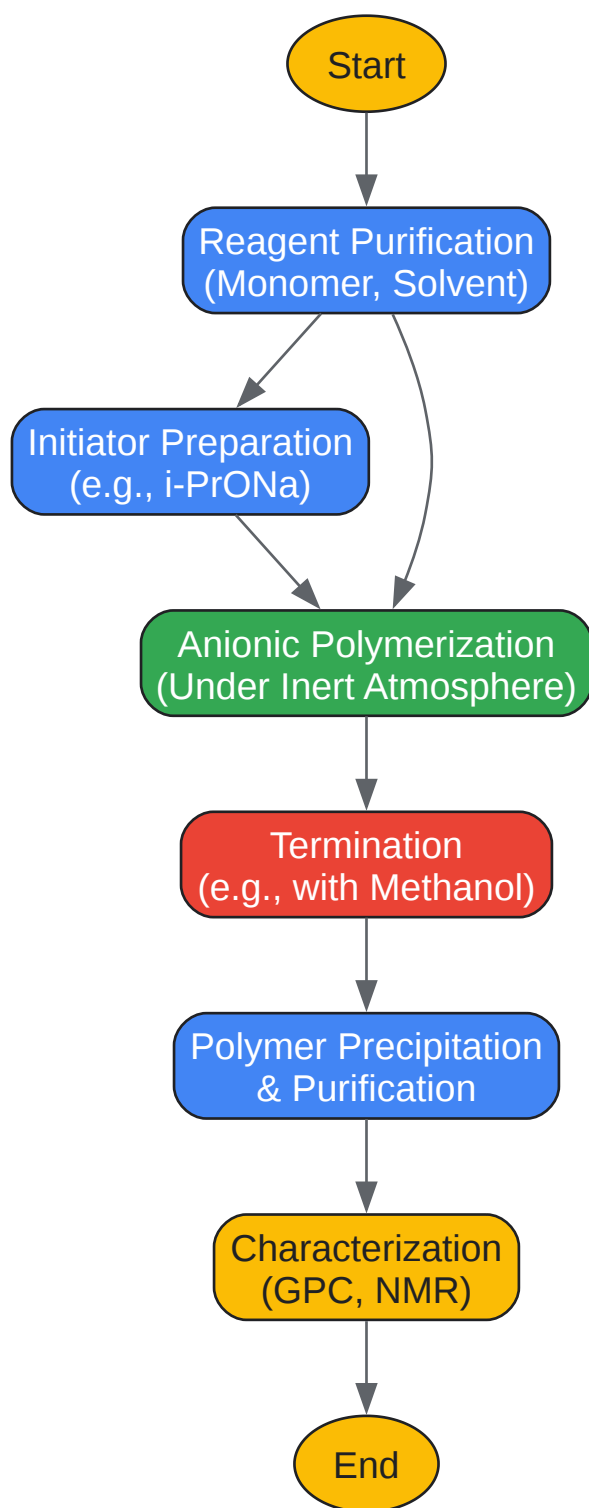 Start
Reagent Purification
(Monomer, Solvent)
Initiator Preparation
(e.g., i-PrONa)
Anionic Polymerization
(Under Inert Atmosphere)
Termination
(e.g., with Methanol)
Polymer Precipitation
& Purification
Characterization
(GPC, NMR)
End